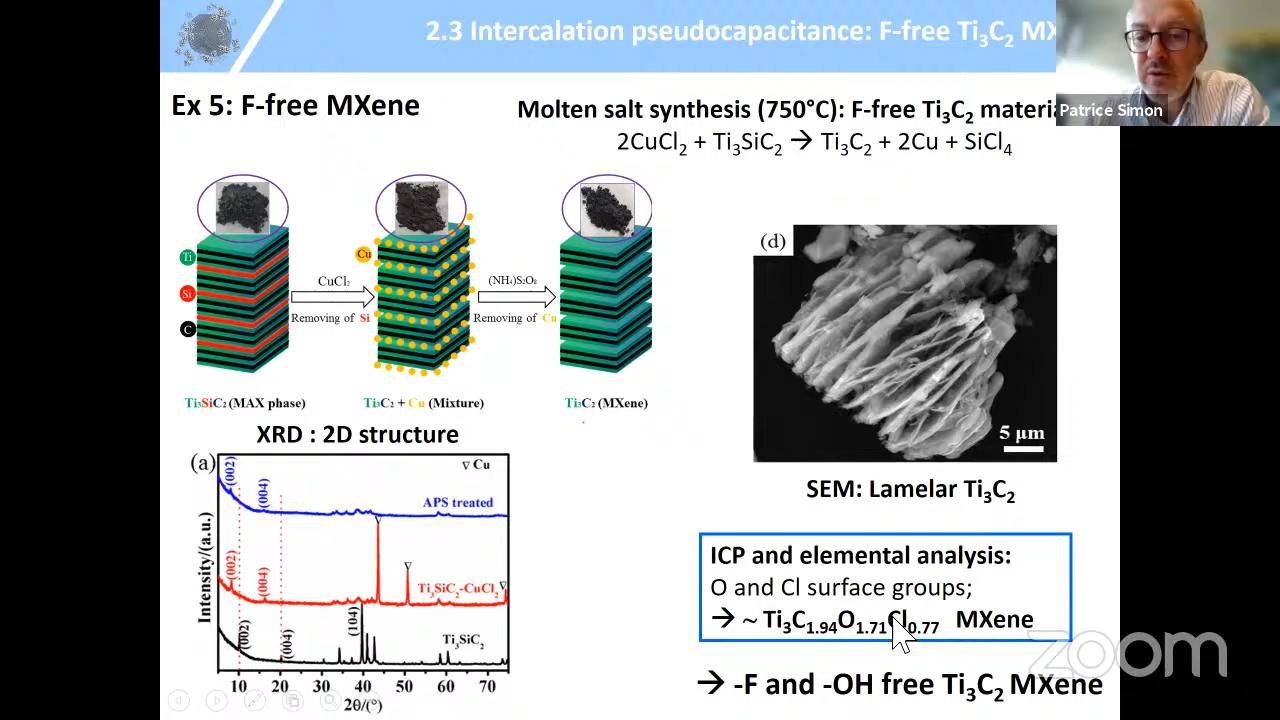 2.3 Intercalation pseudocapacitance: F-free Ti₃C₂ MX
Patrice Simon
Ex 5: F-free MXene
Molten salt synthesis (750°C): F-free Ti₃C₂ materia
2CuCl₂ + Ti₃SiC₂ → Ti₃C₂ + 2Cu + SiCl₄
Ti
Si
C
CuCl₂
Removing of Si
Cu
(NH₄)S₂O₈
Removing of Cu
Ti₃SiC₂ (MAX phase)
Ti₃C₂ + Cu (Mixture)
Ti₃C₂ (MXene)
(d)
5 µm
SEM: Lamelar Ti₃C₂
XRD : 2D structure
(a)
Intensity/(a.u.)
▽ Cu
(002)
(004)
APS treated
(002)
(004)
Ti₃SiC₂-CuCl₂
(002)
(004)
(104)
Ti₃SiC₂
10 20 30 40 50 60 70
2θ/(°)
ICP and elemental analysis:
O and Cl surface groups;
→ ~ Ti₃C₁.₉₄O₁.₇₁Cl₀.₇₇ MXene
→ -F and -OH free Ti₃C₂ MXene
zoom